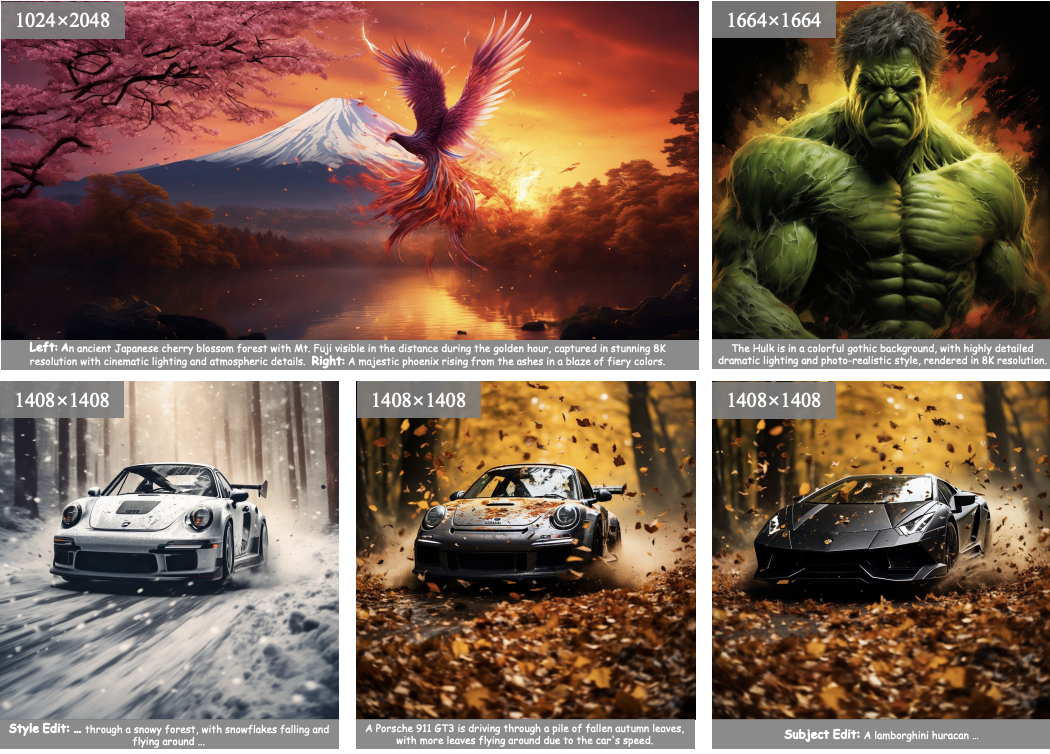 1024×2048
1664×1664
Left: An ancient Japanese cherry blossom forest with Mt. Fuji visible in the distance during the golden hour, captured in stunning 8K
resolution with cinematic lighting and atmospheric details. Right: A majestic phoenix rising from the ashes in a blaze of fiery colors.
The Hulk is in a colorful gothic background, with highly detailed
dramatic lighting and photo-realistic style, rendered in 8K resolution.
1408×1408
1408×1408
1408×1408
Style Edit: ... through a snowy forest, with snowflakes falling and
flying around ...
A Porsche 911 GT3 is driving through a pile of fallen autumn leaves,
with more leaves flying around due to the car's speed.
Subject Edit: A lamborghini huracan ...